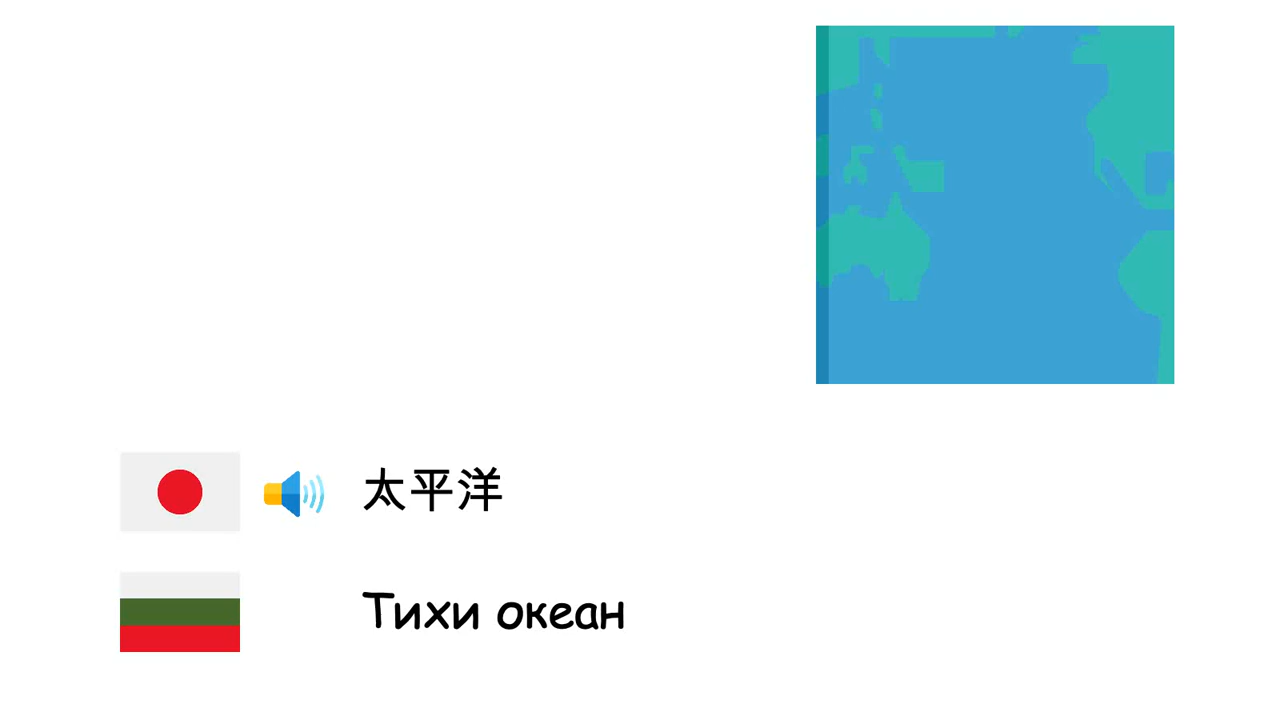 太平洋
Тихи океан